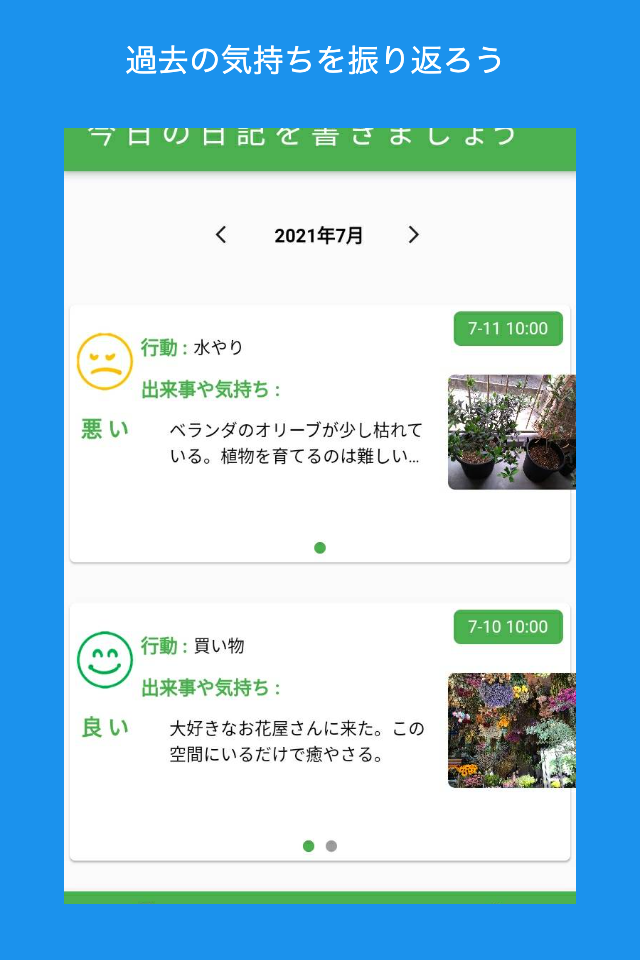 過去の気持ちを振り返ろう
今日の日記を書きましょう
2021年7月
7-11 10:00
行動 : 水やり
出来事や気持ち :
悪い
ベランダのオリーブが少し枯れて
いる。植物を育てるのは難しい...
7-10 10:00
行動 : 買い物
出来事や気持ち :
良い
大好きなお花屋さんに来た。この
空間にいるだけで癒やさる。